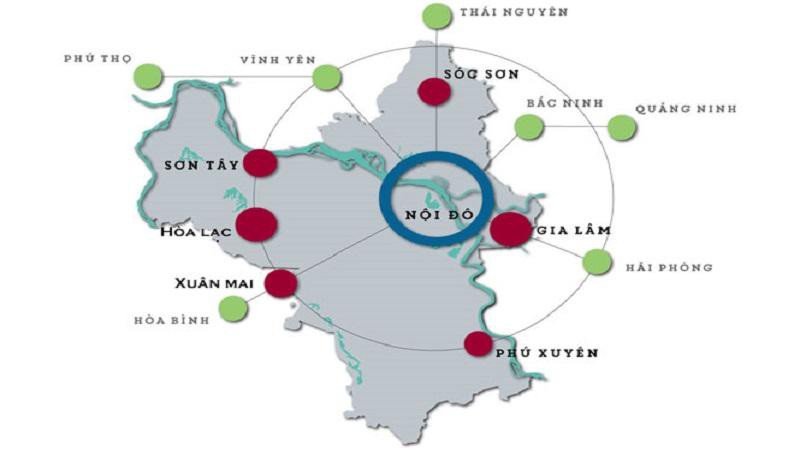 THÁI NGUYÊN
PHÚ THỌ
VĨNH YÊN
SÓC SƠN
BẮC NINH
QUẢNG NINH
SƠN TÂY
NỘI ĐÔ
HÒA LẠC
GIA LÂM
HẢI PHÒNG
XUÂN MAI
HÒA BÌNH
PHÚ XUYÊN